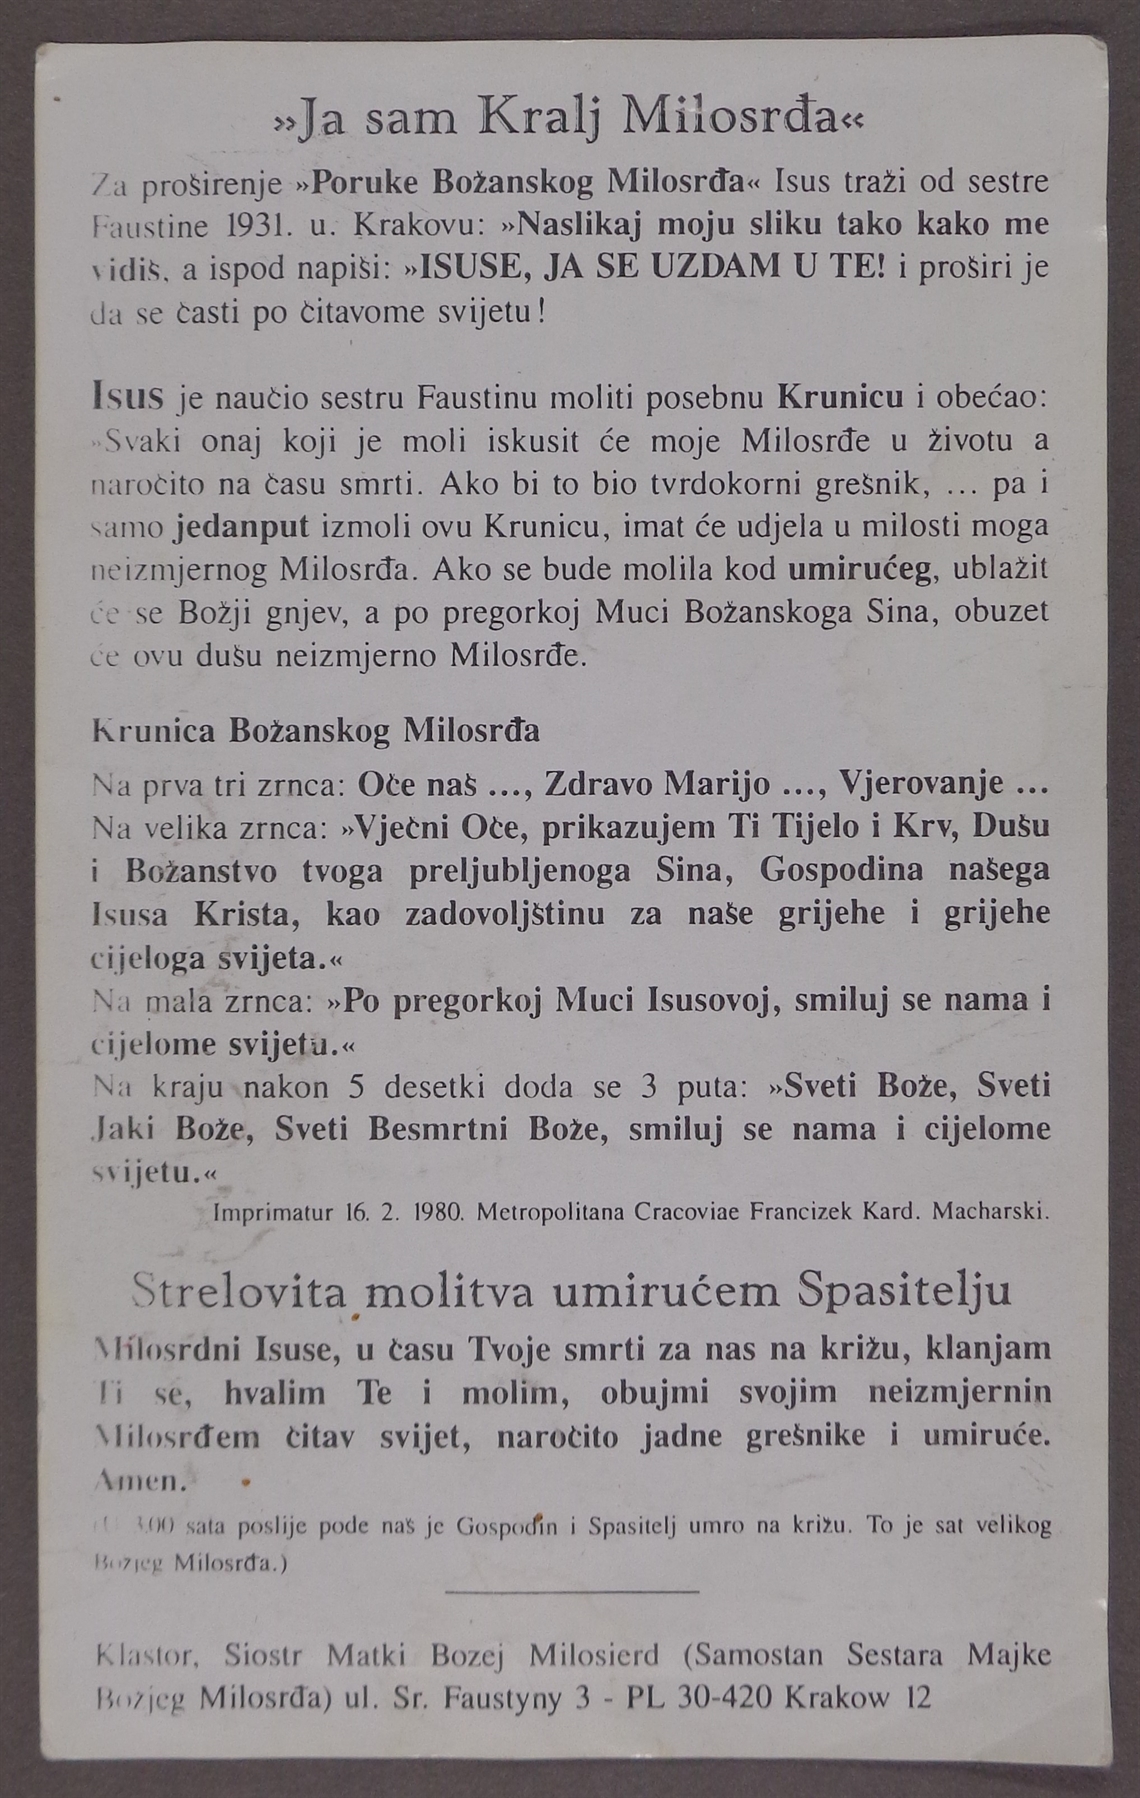 »Ja sam Kralj Milosrđa«
Za proširenje »Poruke Božanskog Milosrđa« Isus traži od sestre
Faustine 1931. u. Krakovu: »Naslikaj moju sliku tako kako me
vidiš, a ispod napiši: »ISUSE, JA SE UZDAM U TE! i proširi je
da se časti po čitavome svijetu!
Isus je naučio sestru Faustinu moliti posebnu Krunicu i obećao:
»Svaki onaj koji je moli iskusit će moje Milosrđe u životu a
naročito na času smrti. Ako bi to bio tvrdokorni grešnik, ... pa i
samo jedanput izmoli ovu Krunicu, imat će udjela u milosti moga
neizmjernog Milosrđa. Ako se bude molila kod umirućeg, ublažit
će se Božji gnjev, a po pregorkoj Muci Božanskoga Sina, obuzet
će ovu dušu neizmjerno Milosrđe.
Krunica Božanskog Milosrđa
Na prva tri zrnca: Oče naš ..., Zdravo Marijo ..., Vjerovanje ...
Na velika zrnca: »Vječni Oče, prikazujem Ti Tijelo i Krv, Dušu
i Božanstvo tvoga preljubljenoga Sina, Gospodina našega
Isusa Krista, kao zadovoljštinu za naše grijehe i grijehe
cijeloga svijeta.«
Na mala zrnca: »Po pregorkoj Muci Isusovoj, smiluj se nama i
cijelome svijetu.«
Na kraju nakon 5 desetki doda se 3 puta: »Sveti Bože, Sveti
Jaki Bože, Sveti Besmrtni Bože, smiluj se nama i cijelome
svijetu.«
Imprimatur 16. 2. 1980. Metropolitana Cracoviae Francizek Kard. Macharski.
Strelovita molitva umirućem Spasitelju
Milosrdni Isuse, u času Tvoje smrti za nas na križu, klanjam
Ti se, hvalim Te i molim, obujmi svojim neizmjernin
Milosrđem čitav svijet, naročito jadne grešnike i umiruće.
Amen.
(U 3.00 sata poslije pode naš je Gospodin i Spasitelj umro na križu. To je sat velikog
Božjeg Milosrđa.)
Klastor, Siostr Matki Bozej Milosierd (Samostan Sestara Majke
Božjeg Milosrđa) ul. Sr. Faustyny 3 - PL 30-420 Krakow 12